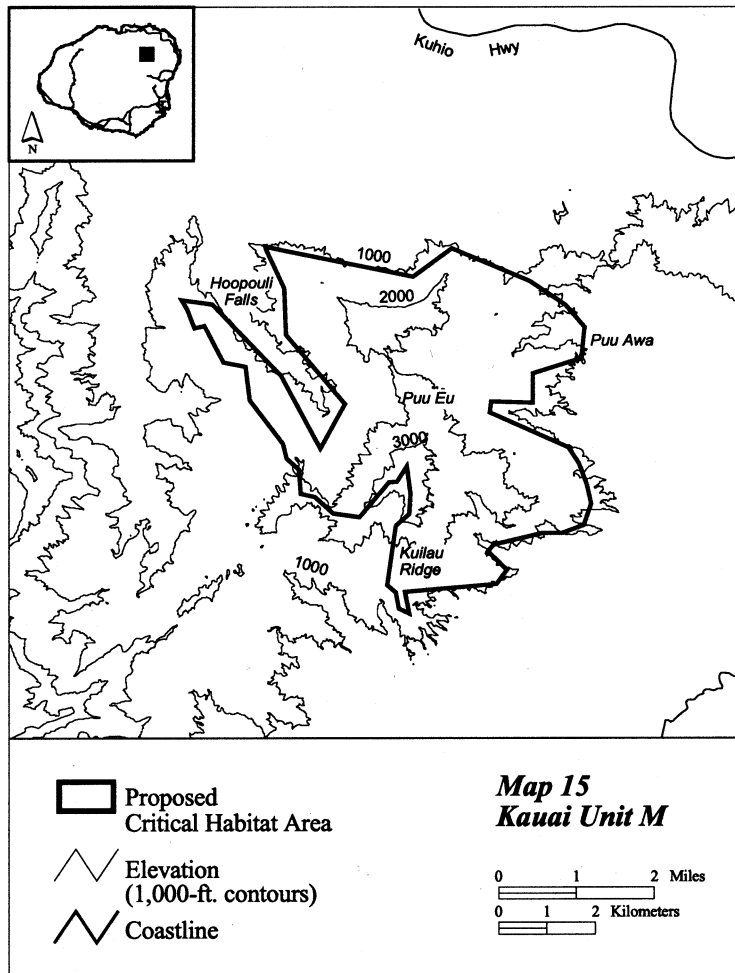 Kuhio Hwy
N
1000
Hoopouli
Falls
2000
Puu Awa
Puu Eu
3000
Kuilau
Ridge
1000
Proposed
Critical Habitat Area
Elevation
(1,000-ft. contours)
Coastline
Map 15
Kauai Unit M
0 1 2 Miles
0 1 2 Kilometers